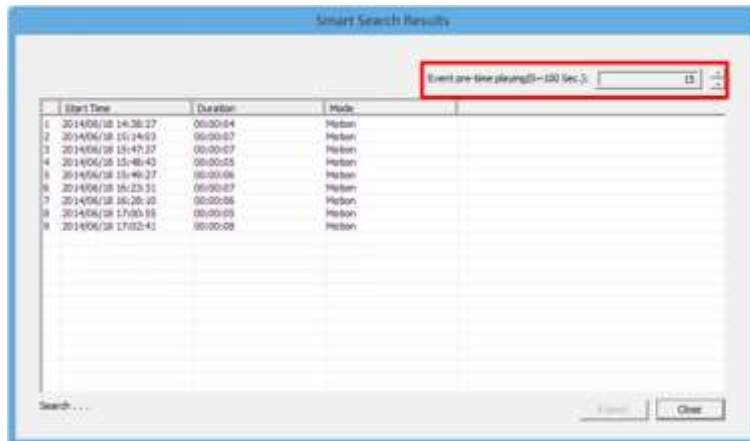 Smart Search Results
Event pre-time playing(5~100 Sec.): 15
Start Time Duration Mode
1 2014/06/18 14:38:27 00:00:04 Motion
2 2014/06/18 15:14:03 00:00:07 Motion
3 2014/06/18 15:47:37 00:00:07 Motion
4 2014/06/18 15:48:43 00:00:05 Motion
5 2014/06/18 15:49:27 00:00:06 Motion
6 2014/06/18 16:23:31 00:00:07 Motion
7 2014/06/18 16:28:10 00:00:06 Motion
8 2014/06/18 17:00:55 00:00:05 Motion
9 2014/06/18 17:02:41 00:00:08 Motion
Search . . .
Close